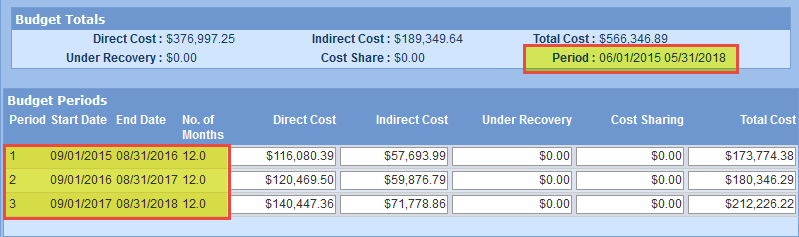 Budget Totals
Direct Cost : $376,997.25 Indirect Cost : $189,349.64 Total Cost : $566,346.89
Under Recovery : $0.00 Cost Share : $0.00 Period : 06/01/2015 05/31/2018
Budget Periods
Period Start Date End Date No. of Months Direct Cost Indirect Cost Under Recovery Cost Sharing Total Cost
1 09/01/2015 08/31/2016 12.0 $116,080.39 $57,693.99 $0.00 $0.00 $173,774.38
2 09/01/2016 08/31/2017 12.0 $120,469.50 $59,876.79 $0.00 $0.00 $180,346.29
3 09/01/2017 08/31/2018 12.0 $140,447.36 $71,778.86 $0.00 $0.00 $212,226.22